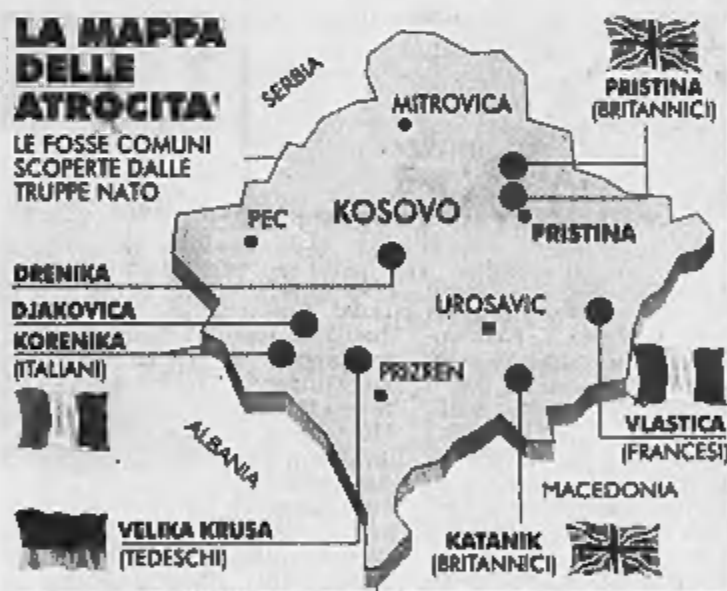 LA MAPPA
DELLE
ATROCITA'
LE FOSSE COMUNI
SCOPERTE DALLE
TRUPPE NATO
SERBIA
MITROVICA
PRISTINA
(BRITANNICI)
PEC
KOSOVO
PRISTINA
DRENIKA
DJAKOVICA
KORENIKA
(ITALIANI)
UROSAVIC
PRIZREN
VLASTICA
(FRANCESI)
ALBANIA
MACEDONIA
VELIKA KRUSA
(TEDESCHI)
KATANIK
(BRITANNICI)